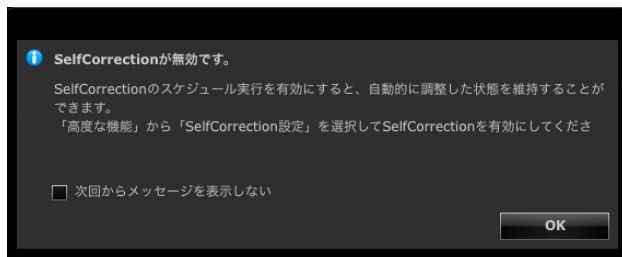 SelfCorrectionが無効です。
SelfCorrectionのスケジュール実行を有効にすると、自動的に調整した状態を維持することが
できます。
「高度な機能」から「SelfCorrection設定」を選択してSelfCorrectionを有効にしてくださ
次回からメッセージを表示しない
OK